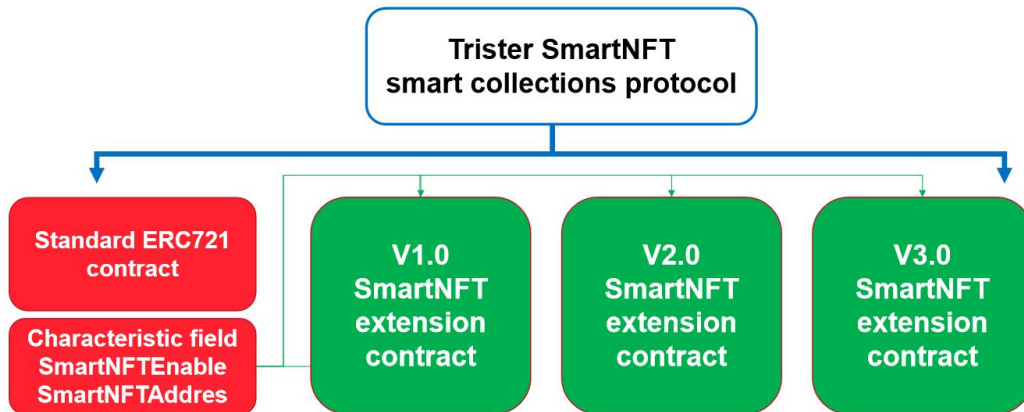 Trister SmartNFT
smart collections protocol
Standard ERC721
contract
Characteristic field
SmartNFTEnable
SmartNFTAddres
V1.0
SmartNFT
extension
contract
V2.0
SmartNFT
extension
contract
V3.0
SmartNFT
extension
contract